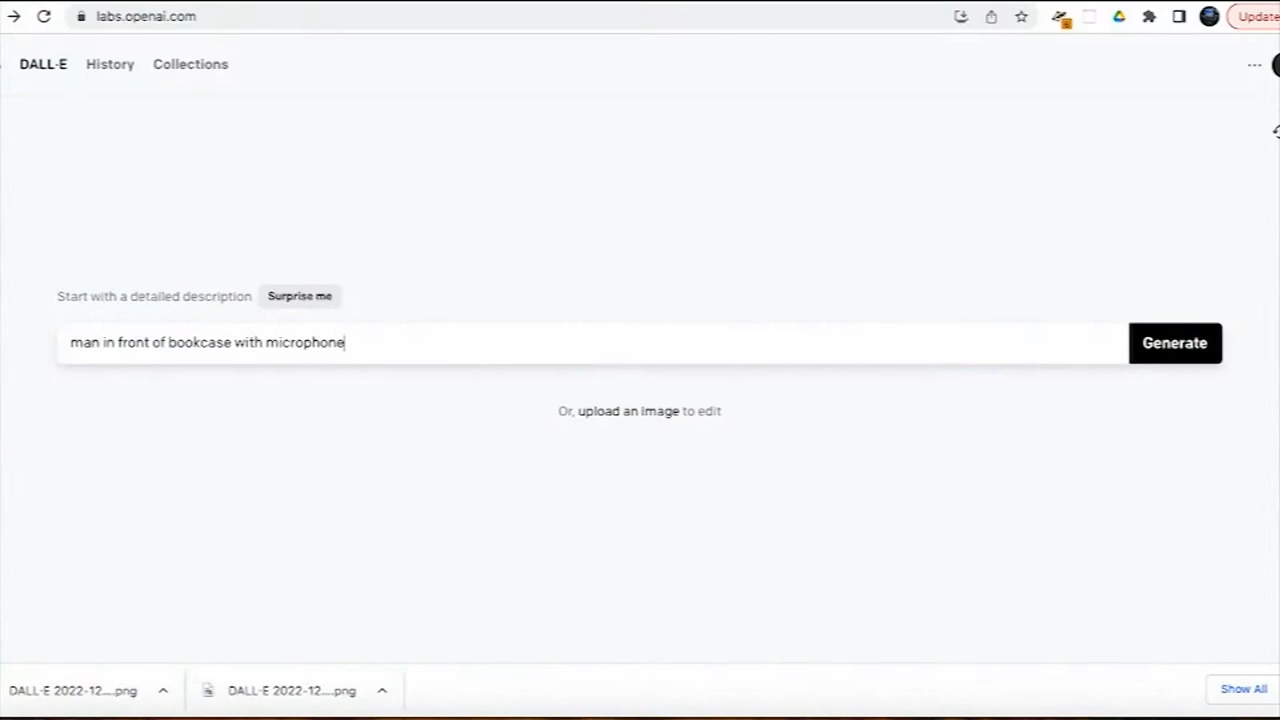 labs.openai.com
Update
DALL·E History Collections
Start with a detailed description Surprise me
man in front of bookcase with microphone
Generate
Or, upload an image to edit
DALL·E 2022-12....png
DALL·E 2022-12....png
Show All